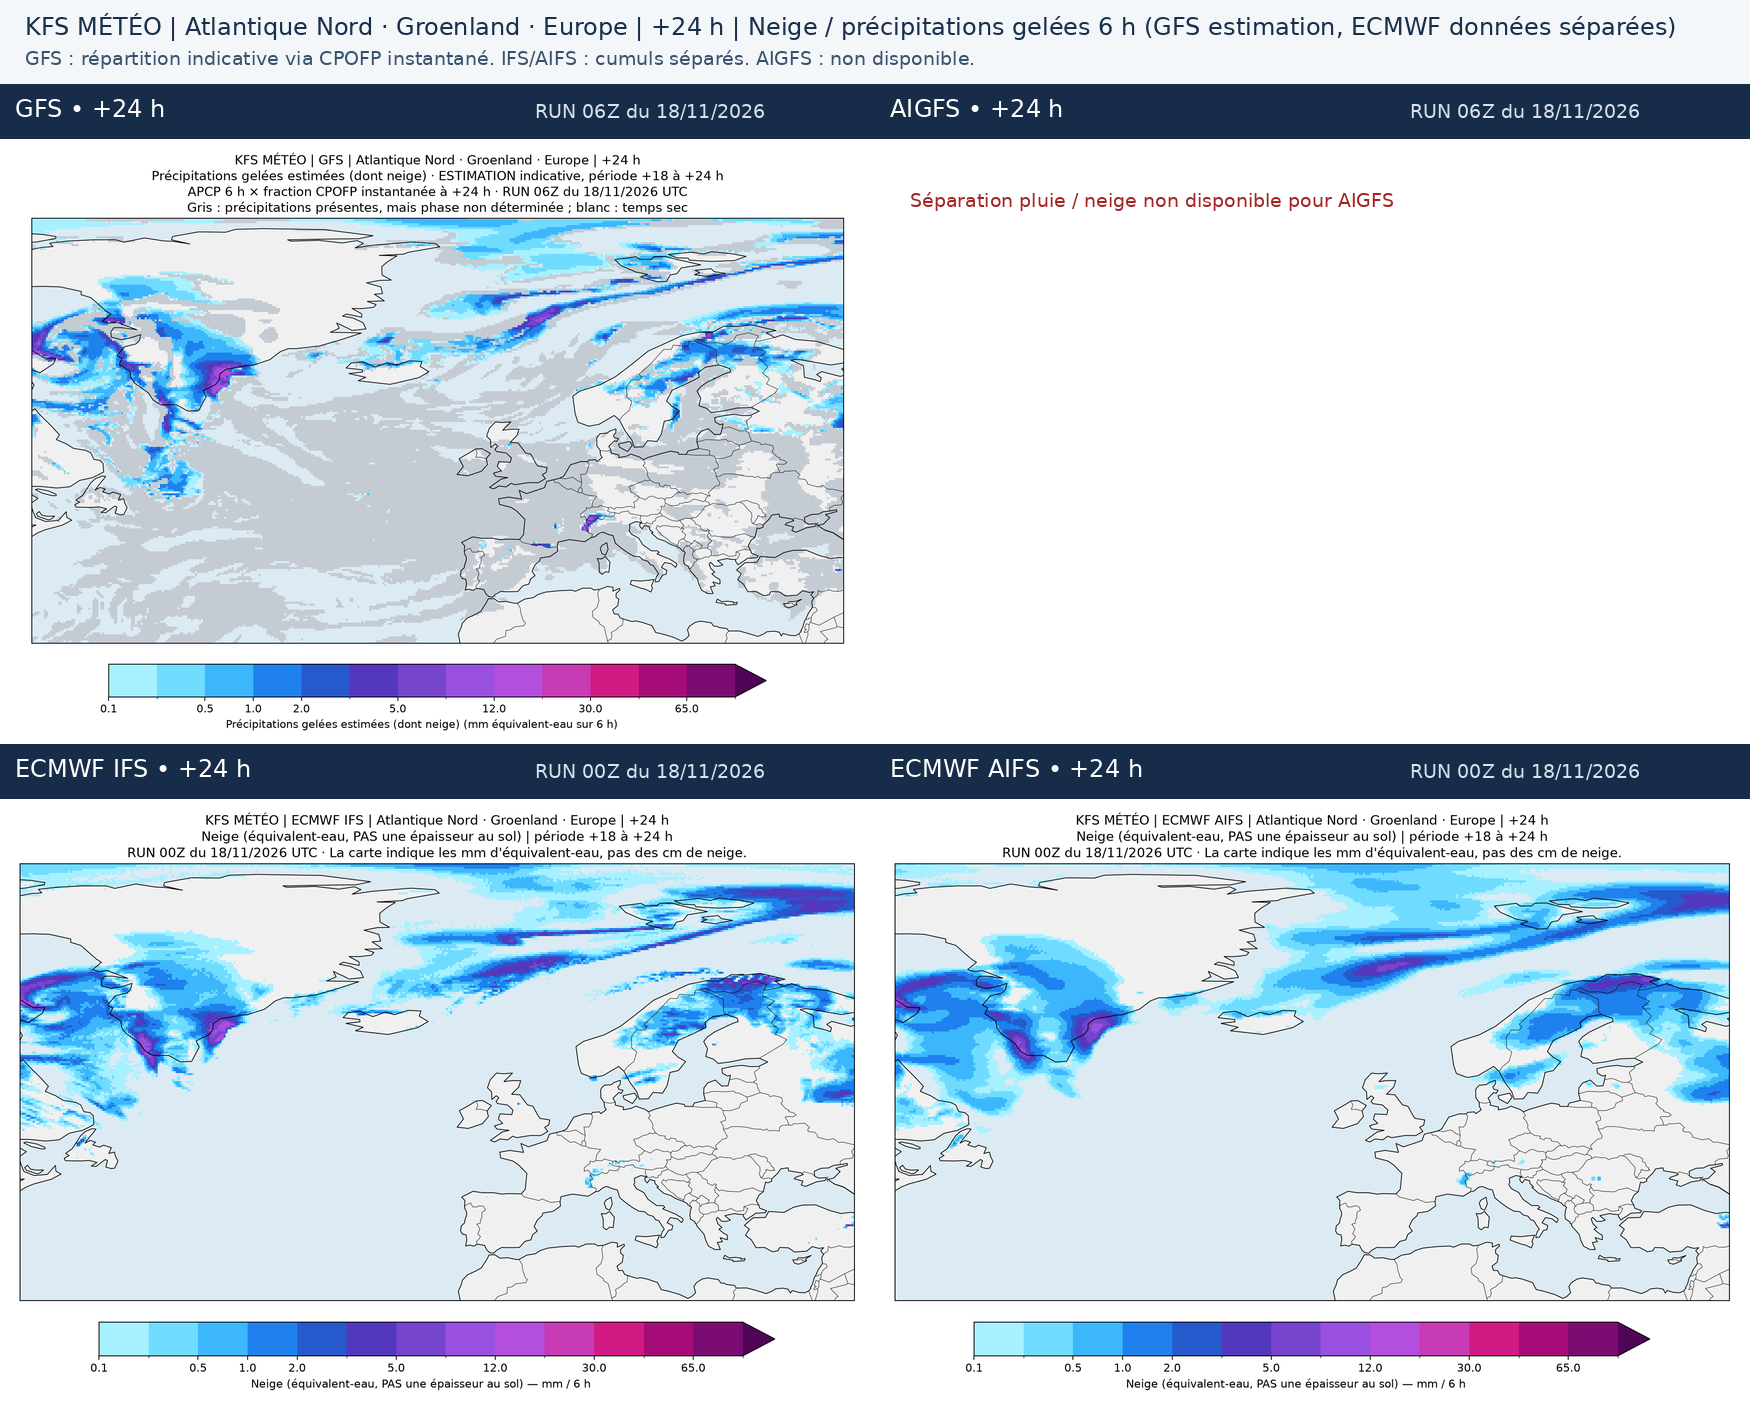 KFS MÉTÉO | Atlantique Nord · Groenland · Europe | +24 h | Neige / précipitations gelées 6 h (GFS estimation, ECMWF données séparées)
GFS : répartition indicative via CPOFP instantané. IFS/AIFS : cumuls séparés. AIGFS : non disponible.
GFS • +24 h
RUN 06Z du 18/11/2026
AIGFS • +24 h
RUN 06Z du 18/11/2026
KFS MÉTÉO | GFS | Atlantique Nord · Groenland · Europe | +24 h
Précipitations gelées estimées (dont neige) · ESTIMATION indicative, période +18 à +24 h
APCP 6 h × fraction CPOFP instantanée à +24 h · RUN 06Z du 18/11/2026 UTC
Gris : précipitations présentes, mais phase non déterminée ; blanc : temps sec
Séparation pluie / neige non disponible pour AIGFS
0.1 0.5 1.0 2.0 5.0 12.0 30.0 65.0
Précipitations gelées estimées (dont neige) (mm équivalent-eau sur 6 h)
ECMWF IFS • +24 h
RUN 00Z du 18/11/2026
ECMWF AIFS • +24 h
RUN 00Z du 18/11/2026
KFS MÉTÉO | ECMWF IFS | Atlantique Nord · Groenland · Europe | +24 h
Neige (équivalent-eau, PAS une épaisseur au sol) | période +18 à +24 h
RUN 00Z du 18/11/2026 UTC · La carte indique les mm d'équivalent-eau, pas des cm de neige.
0.1 0.5 1.0 2.0 5.0 12.0 30.0 65.0
Neige (équivalent-eau, PAS une épaisseur au sol) — mm / 6 h
KFS MÉTÉO | ECMWF AIFS | Atlantique Nord · Groenland · Europe | +24 h
Neige (équivalent-eau, PAS une épaisseur au sol) | période +18 à +24 h
RUN 00Z du 18/11/2026 UTC · La carte indique les mm d'équivalent-eau, pas des cm de neige.
0.1 0.5 1.0 2.0 5.0 12.0 30.0 65.0
Neige (équivalent-eau, PAS une épaisseur au sol) — mm / 6 h